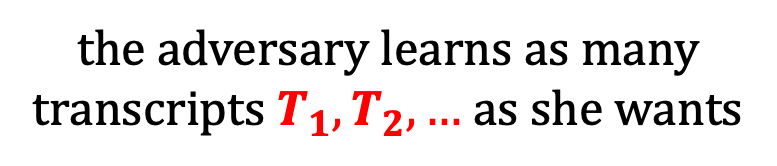 the adversary learns as many
transcripts T₁, T₂, … as she wants